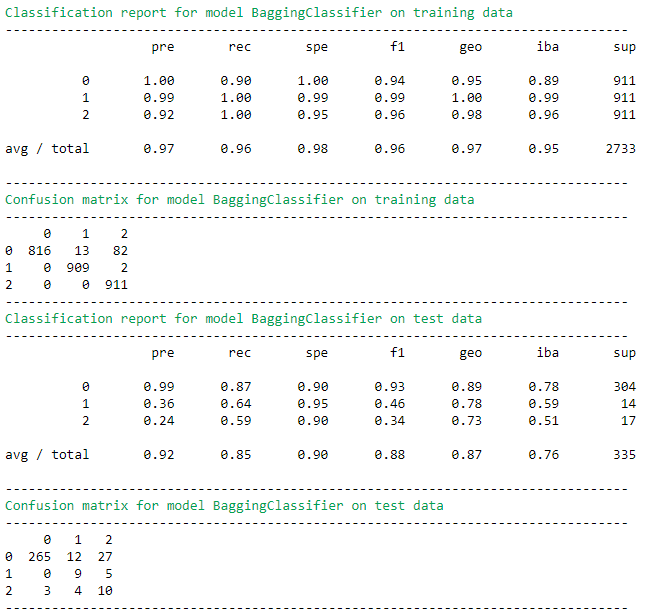 Classification report for model BaggingClassifier on training data
---------------------------------------------------------------------------------
pre rec spe f1 geo iba sup
0 1.00 0.90 1.00 0.94 0.95 0.89 911
1 0.99 1.00 0.99 0.99 1.00 0.99 911
2 0.92 1.00 0.95 0.96 0.98 0.96 911
avg / total 0.97 0.96 0.98 0.96 0.97 0.95 2733
---------------------------------------------------------------------------------
Confusion matrix for model BaggingClassifier on training data
---------------------------------------------------------------------------------
0 1 2
0 816 13 82
1 0 909 2
2 0 0 911
---------------------------------------------------------------------------------
Classification report for model BaggingClassifier on test data
---------------------------------------------------------------------------------
pre rec spe f1 geo iba sup
0 0.99 0.87 0.90 0.93 0.89 0.78 304
1 0.36 0.64 0.95 0.46 0.78 0.59 14
2 0.24 0.59 0.90 0.34 0.73 0.51 17
avg / total 0.92 0.85 0.90 0.88 0.87 0.76 335
---------------------------------------------------------------------------------
Confusion matrix for model BaggingClassifier on test data
---------------------------------------------------------------------------------
0 1 2
0 265 12 27
1 0 9 5
2 3 4 10
---------------------------------------------------------------------------------